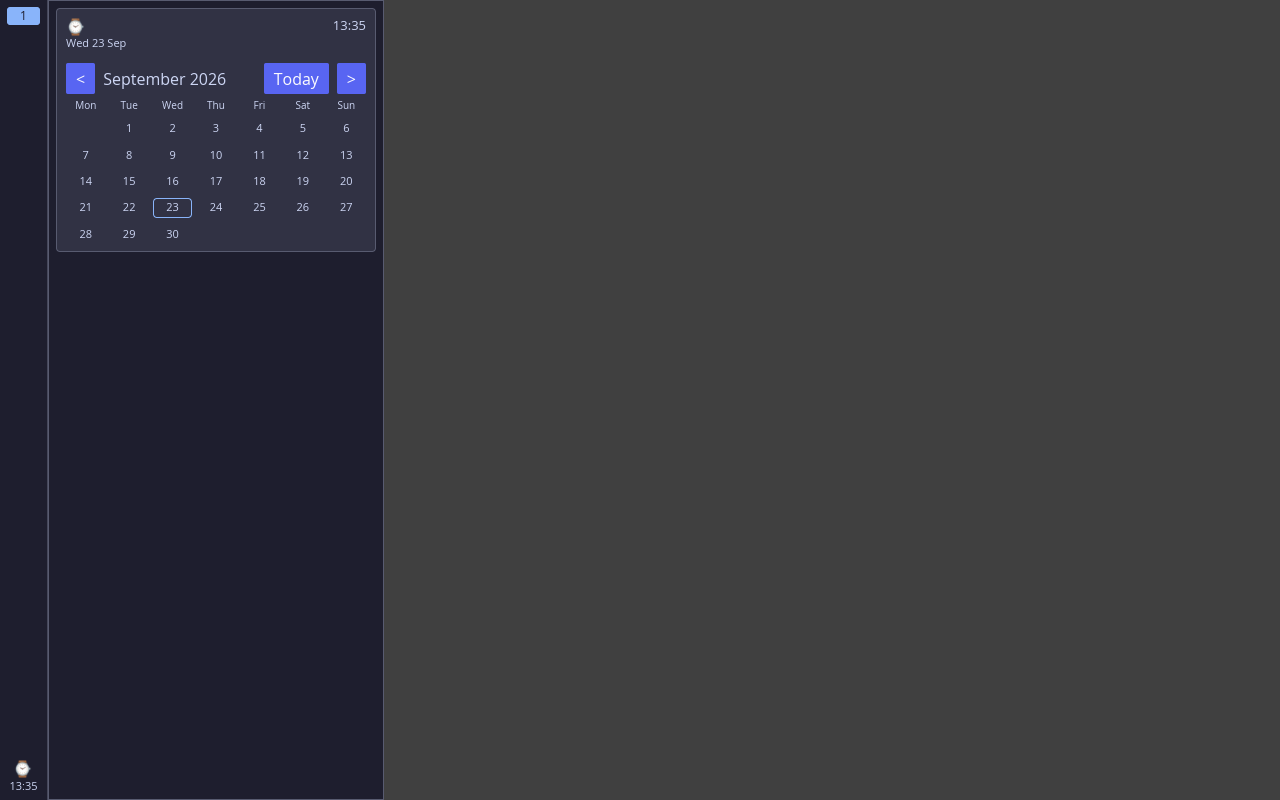 1
⌚ 13:35
Wed 23 Sep
< September 2026 Today >
Mon Tue Wed Thu Fri Sat Sun
1 2 3 4 5 6
7 8 9 10 11 12 13
14 15 16 17 18 19 20
21 22 23 24 25 26 27
28 29 30
⌚
13:35